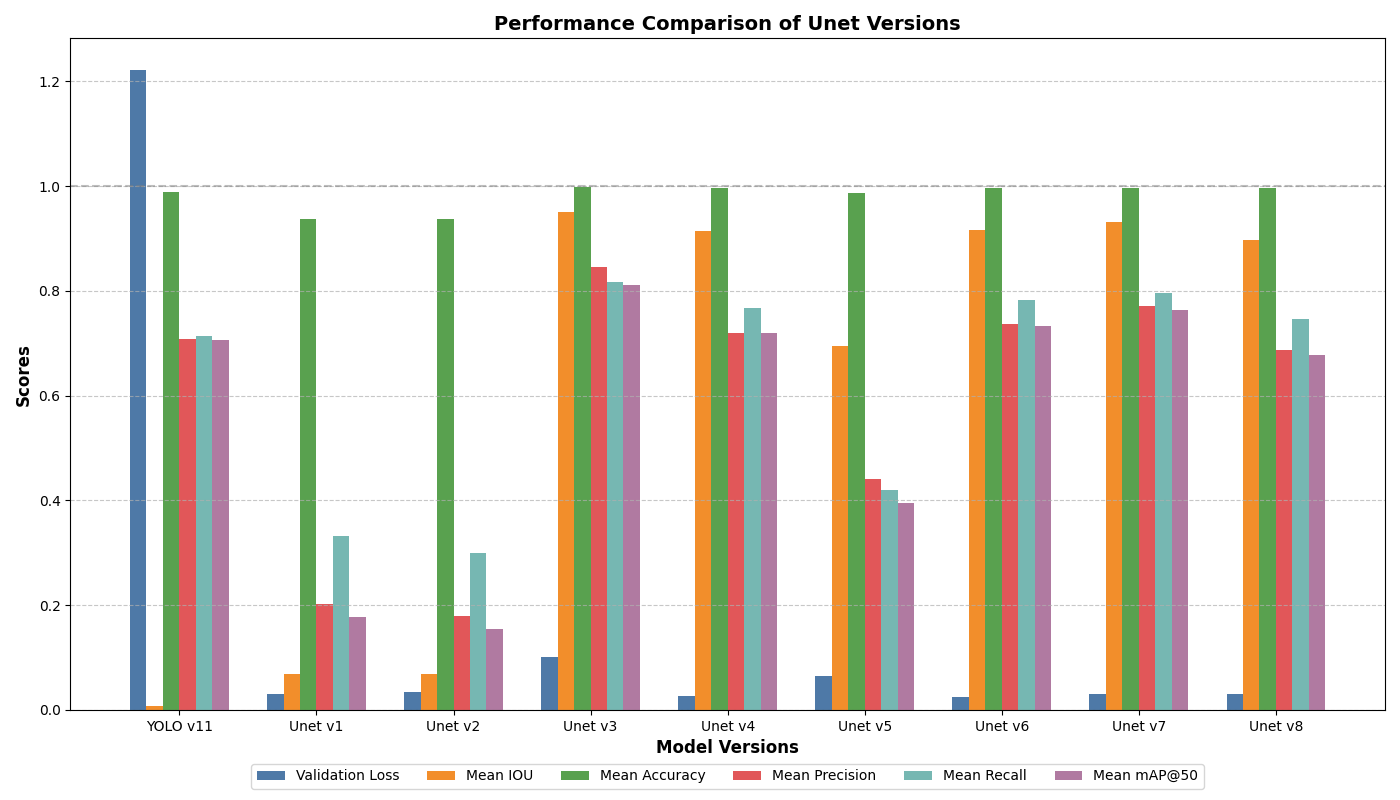 Performance Comparison of Unet Versions
Scores
1.2
1.0
0.8
0.6
0.4
0.2
0.0
YOLO v11 Unet v1 Unet v2 Unet v3 Unet v4 Unet v5 Unet v6 Unet v7 Unet v8
Model Versions
Validation Loss Mean IOU Mean Accuracy Mean Precision Mean Recall Mean mAP@50